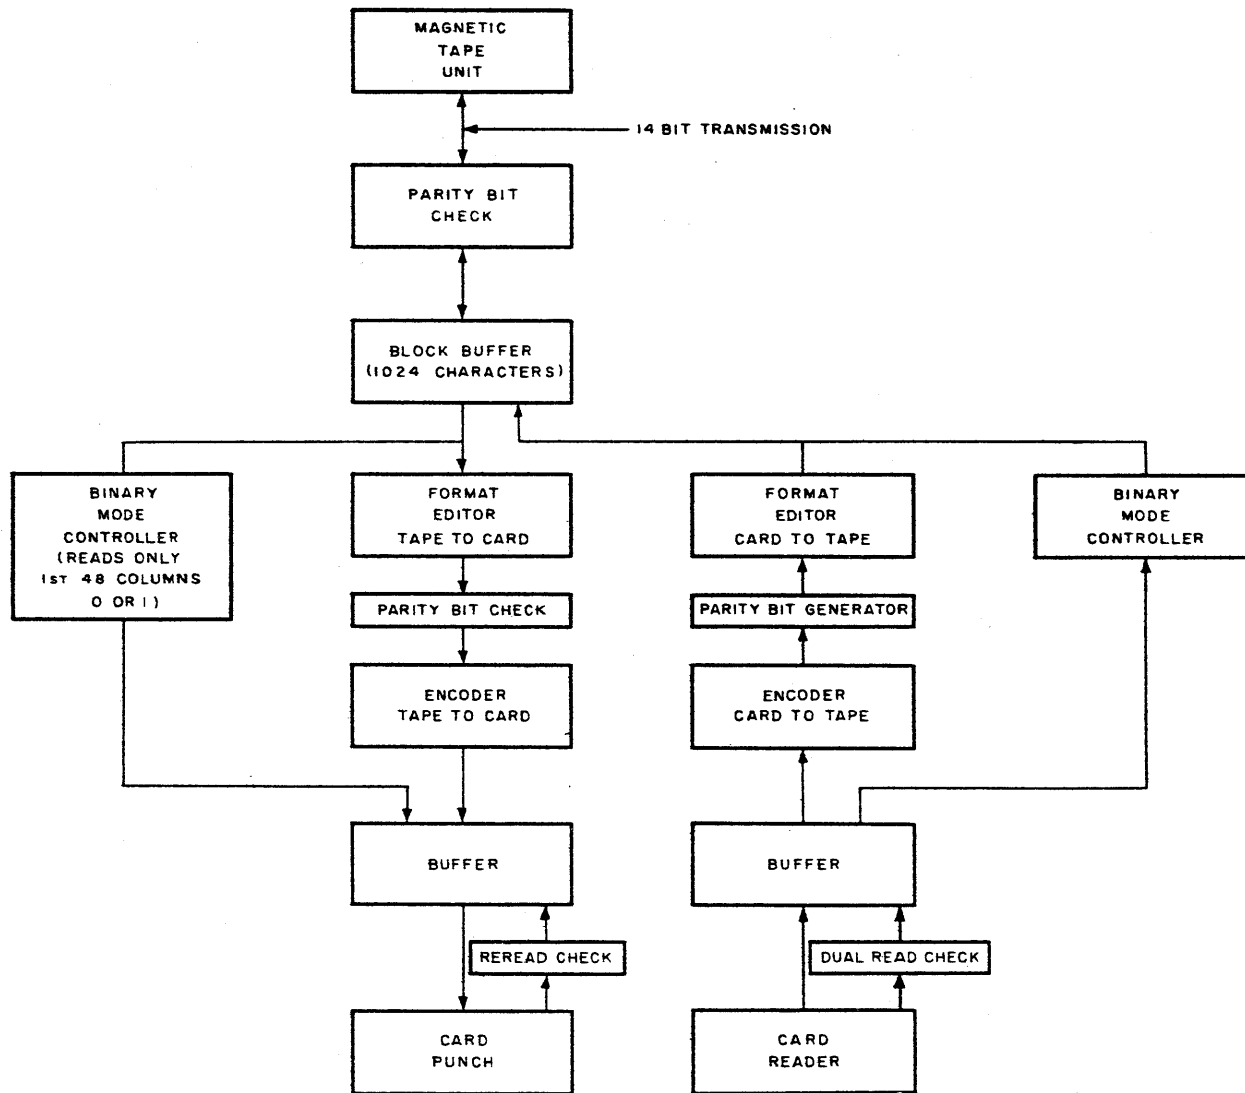 MAGNETIC
TAPE
UNIT
14 BIT TRANSMISSION
PARITY BIT
CHECK
BLOCK BUFFER
(1024 CHARACTERS)
BINARY
MODE
CONTROLLER
(READS ONLY
1ST 48 COLUMNS
0 OR 1)
FORMAT
EDITOR
TAPE TO CARD
FORMAT
EDITOR
CARD TO TAPE
BINARY
MODE
CONTROLLER
PARITY BIT CHECK
PARITY BIT GENERATOR
ENCODER
TAPE TO CARD
ENCODER
CARD TO TAPE
BUFFER
BUFFER
REREAD CHECK
DUAL READ CHECK
CARD
PUNCH
CARD
READER